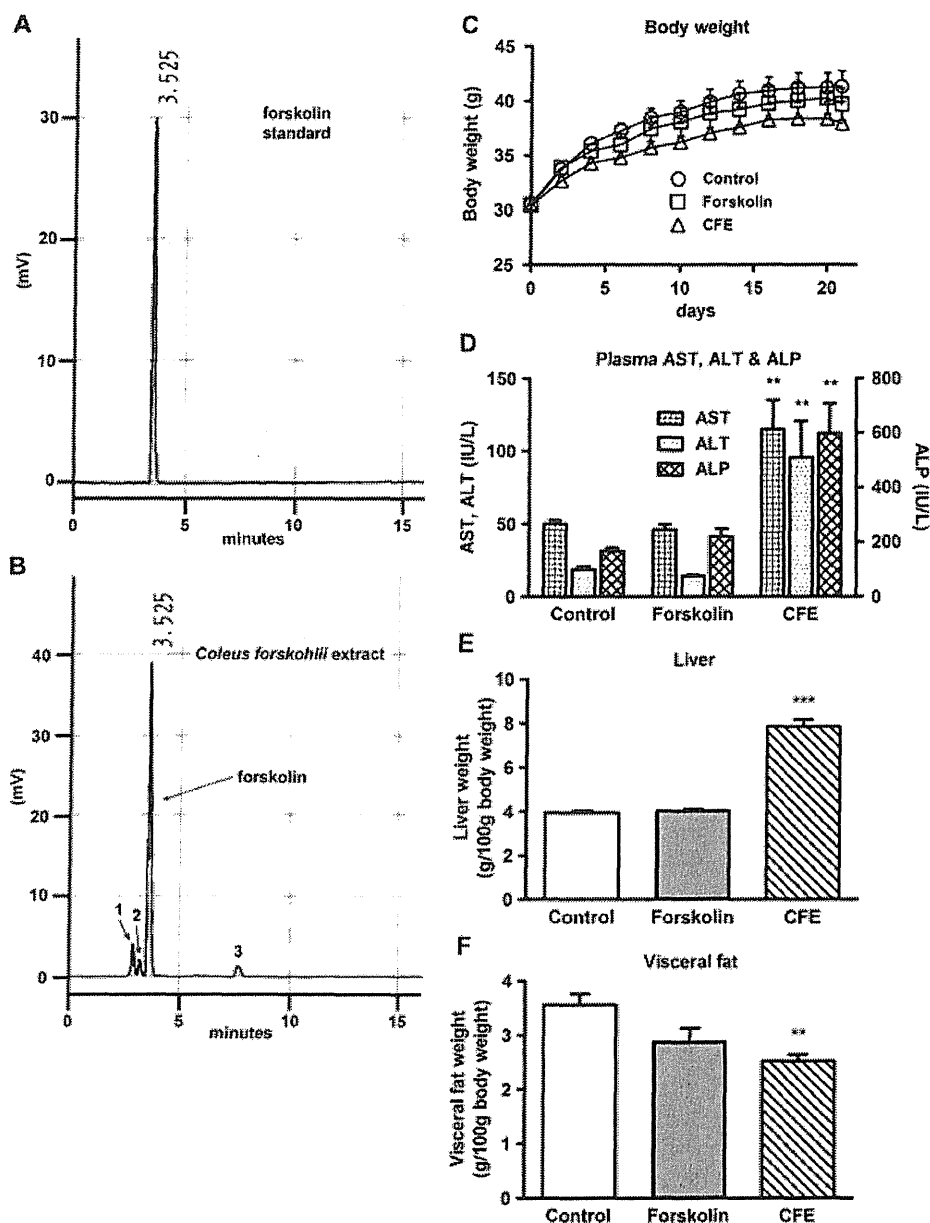 A
3.525
forskolin
standard
30
20
10
0
(mV)
0 5 10 15
minutes
B
3.525
Coleus forskohlii extract
40
forskolin
30
20
10
0
(mV)
1
2
3
0 5 10 15
minutes
C
Body weight
45
40
35
30
25
Body weight (g)
Control
Forskolin
CFE
0 5 10 15 20
days
D
Plasma AST, ALT & ALP
150
100
50
0
AST, ALT (IU/L)
AST
ALT
ALP
** ** **
800
600
400
200
0
ALP (IU/L)
Control Forskolin CFE
E
Liver
10
8
6
4
2
0
Liver weight
(g/100g body weight)
***
Control Forskolin CFE
F
Visceral fat
4
3
2
1
0
Visceral fat weight
(g/100g body weight)
**
Control Forskolin CFE